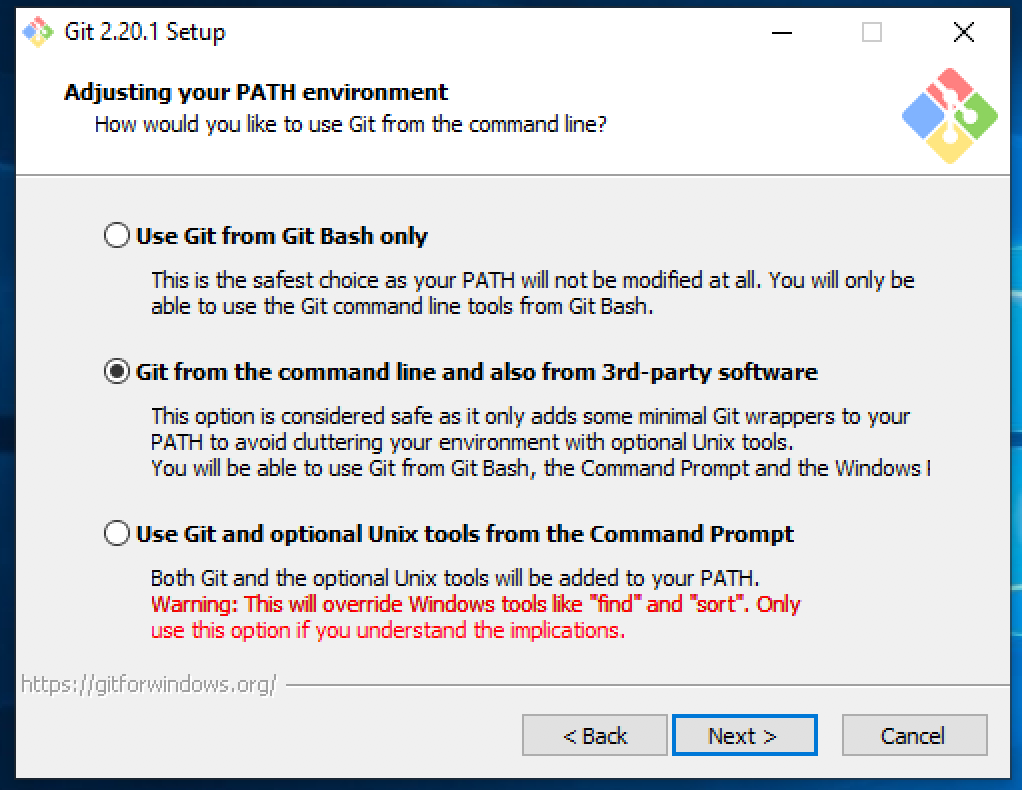 Git 2.20.1 Setup
Adjusting your PATH environment
How would you like to use Git from the command line?
Use Git from Git Bash only
This is the safest choice as your PATH will not be modified at all. You will only be
able to use the Git command line tools from Git Bash.
Git from the command line and also from 3rd-party software
This option is considered safe as it only adds some minimal Git wrappers to your
PATH to avoid cluttering your environment with optional Unix tools.
You will be able to use Git from Git Bash, the Command Prompt and the Windows
Use Git and optional Unix tools from the Command Prompt
Both Git and the optional Unix tools will be added to your PATH.
Warning: This will override Windows tools like "find" and "sort". Only
use this option if you understand the implications.
https://gitforwindows.org/
< Back
Next >
Cancel